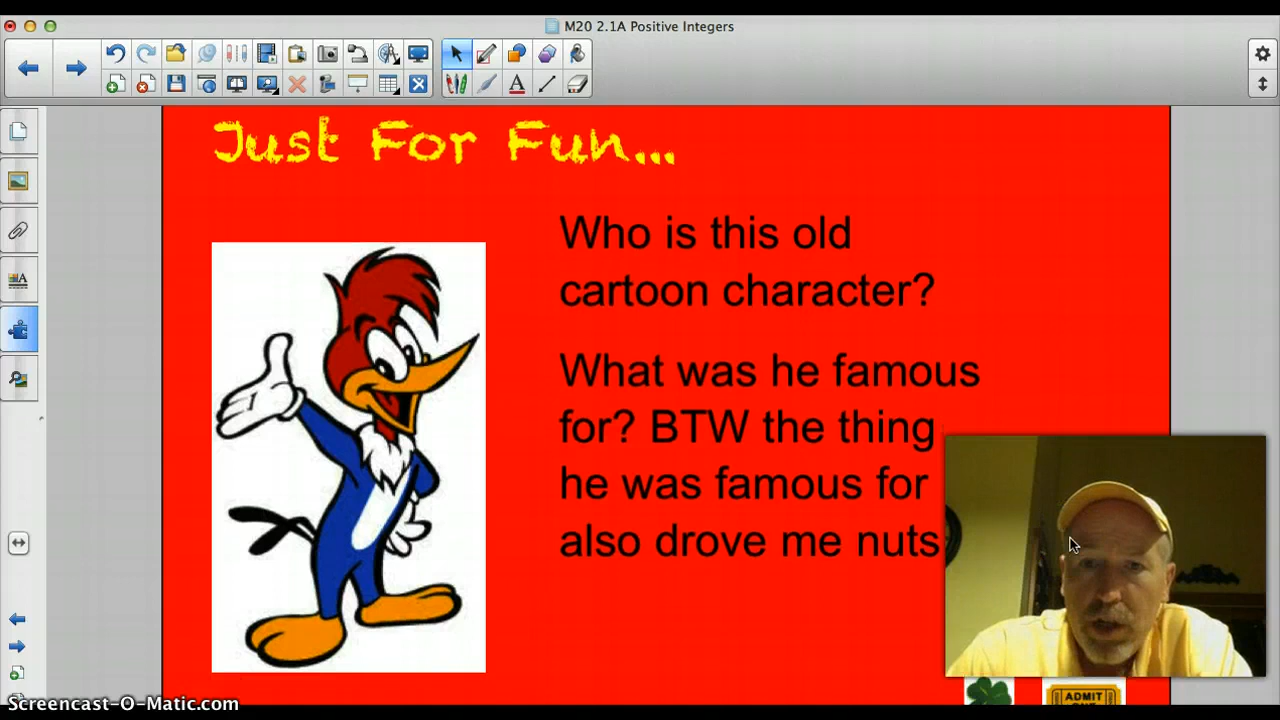 M20 2.1A Positive Integers
Just For Fun...
Who is this old
cartoon character?
What was he famous
for? BTW the thing
he was famous for
also drove me nuts
ADMIT
Screencast-O-Matic.com